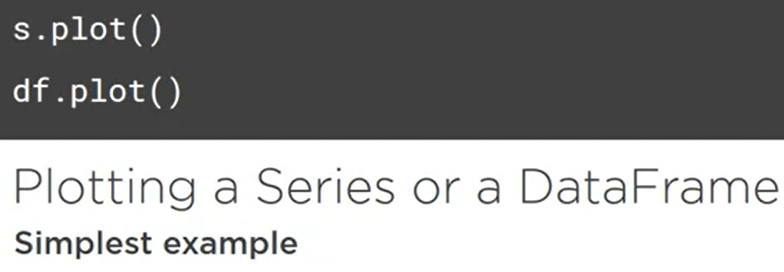 s.plot()
df.plot()
Plotting a Series or a DataFrame
Simplest example